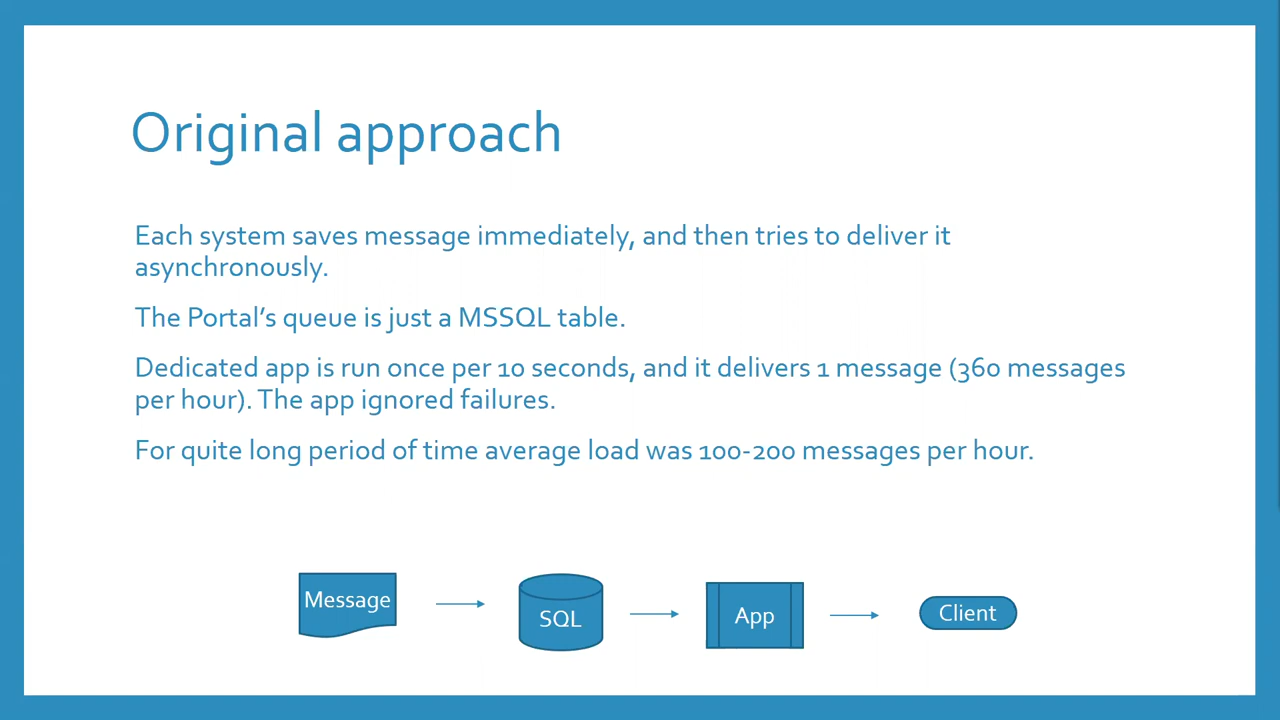 Original approach
Each system saves message immediately, and then tries to deliver it
asynchronously.
The Portal’s queue is just a MSSQL table.
Dedicated app is run once per 10 seconds, and it delivers 1 message (360 messages
per hour). The app ignored failures.
For quite long period of time average load was 100-200 messages per hour.
Message
SQL
App
Client